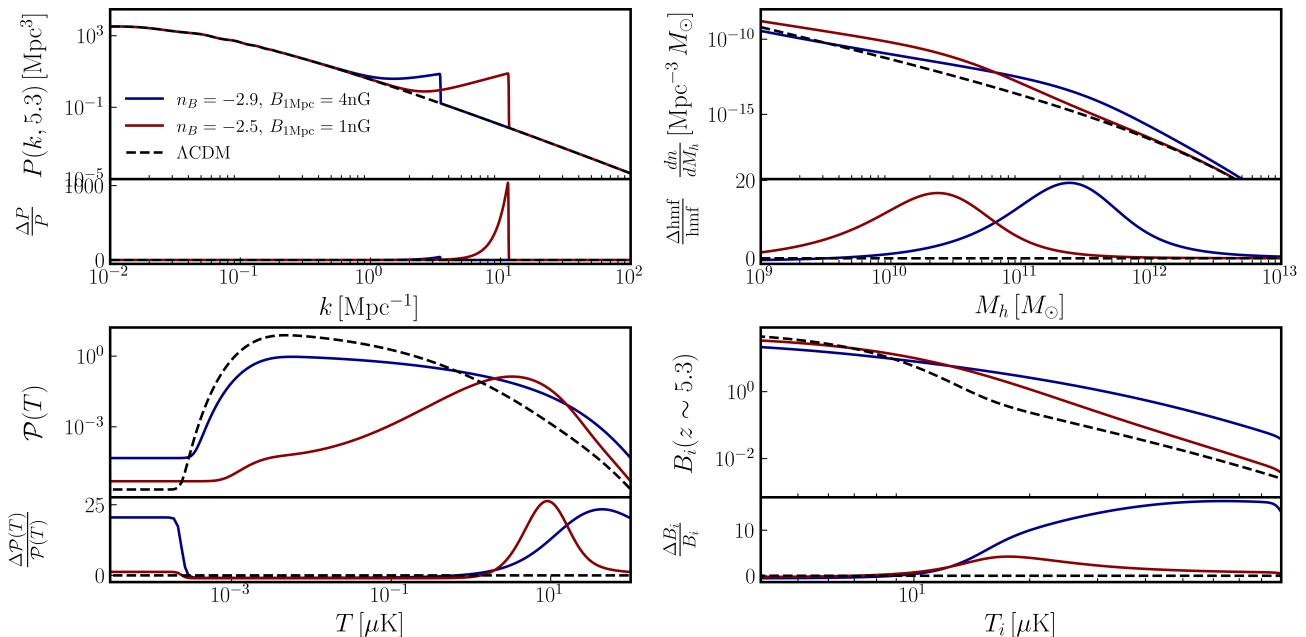 P(k, 5.3) [Mpc³]
10³
10⁻¹
10⁻⁵
n_B = −2.9, B_1Mpc = 4nG
n_B = −2.5, B_1Mpc = 1nG
ΛCDM
ΔP/P
1000
0
10⁻² 10⁻¹ 10⁰ 10¹ 10²
k [Mpc⁻¹]
dn/dM_h [Mpc⁻³ M_⊙]
10⁻¹⁰
10⁻¹⁵
Δhmf/hmf
20
0
10⁹ 10¹⁰ 10¹¹ 10¹² 10¹³
M_h [M_⊙]
𝒫(T)
10⁰
10⁻³
Δ𝒫(T)/𝒫(T)
25
0
10⁻³ 10¹
T [μK]
B_i(z ∼ 5.3)
10⁰
10⁻²
ΔB_i/B_i
10
0
10¹
T_i [μK]